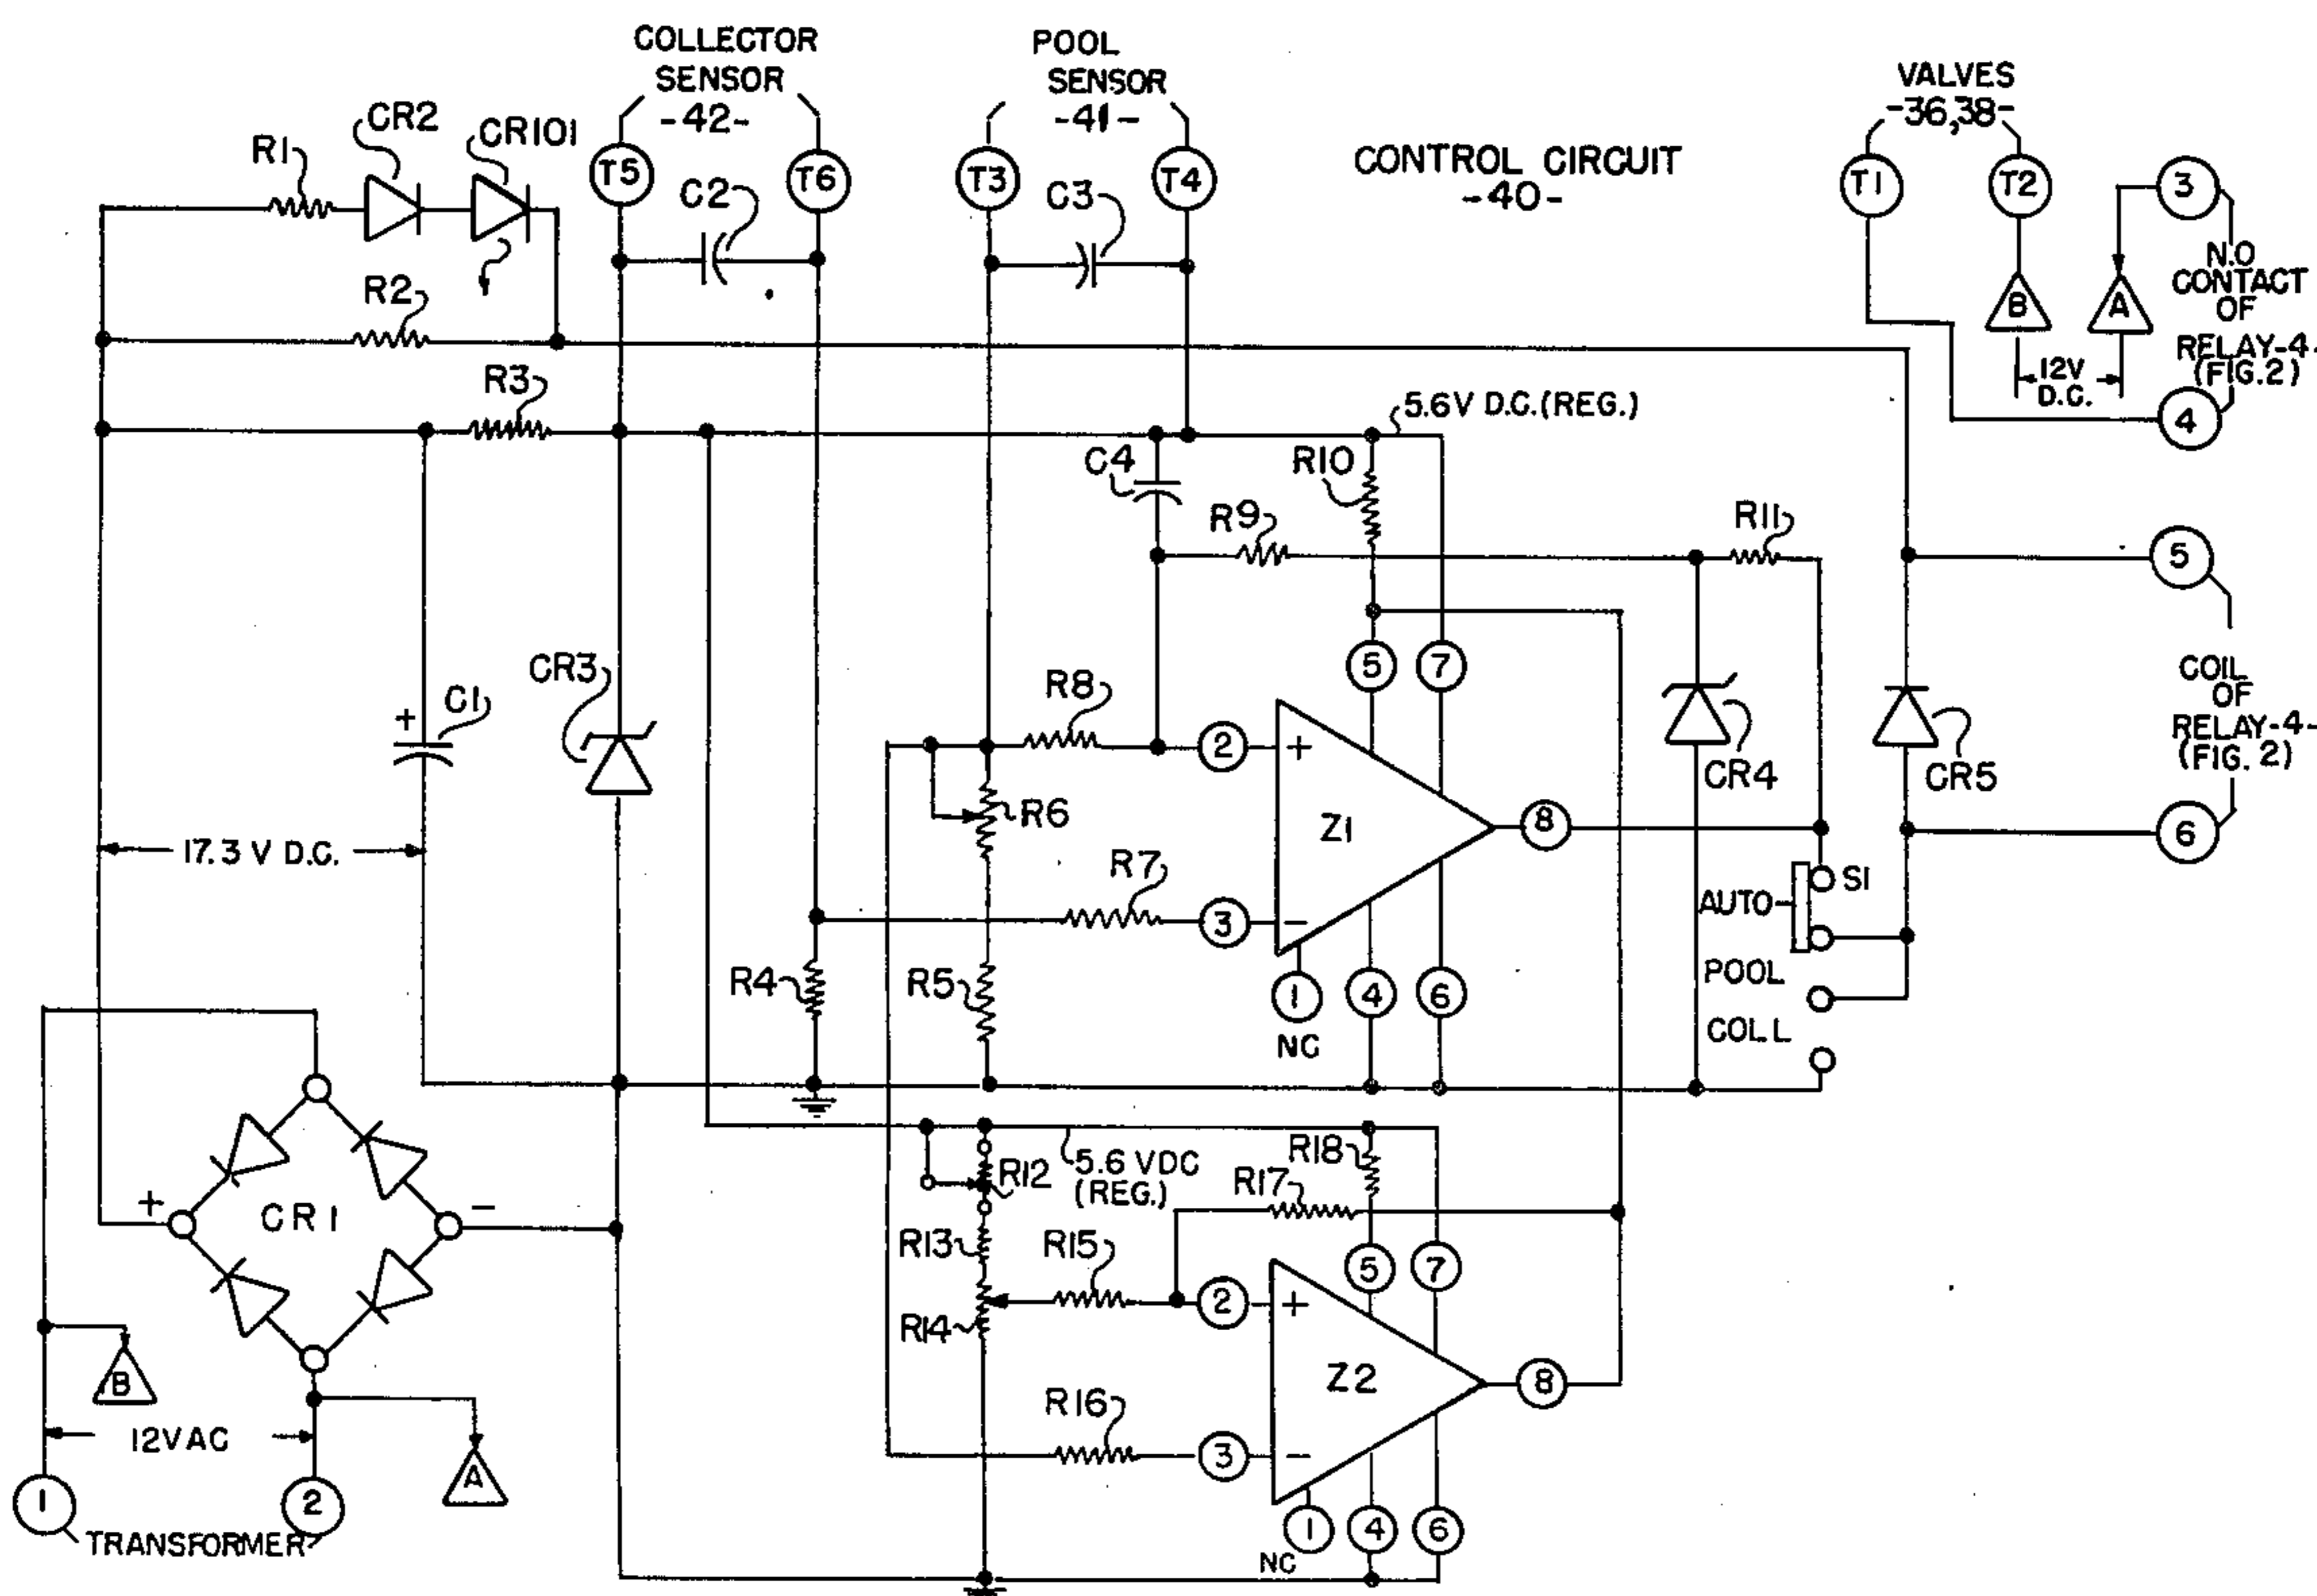 COLLECTOR
SENSOR
-42-
POOL
SENSOR
-41-
CONTROL CIRCUIT
-40-
VALVES
-36,38-
R1
CR2
CR101
T5
C2
T6
T3
C3
T4
T1
T2
3
N.O
CONTACT
OF
RELAY-4-
(FIG.2)
B
A
12V
D.C.
4
R2
R3
5.6V D.C.(REG.)
C4
R10
R9
R11
5
COIL
OF
RELAY-4-
(FIG. 2)
6
CR3
C1
+
R8
5
7
2
+
Z1
8
R6
CR4
CR5
17.3 V D.C.
R7
3
-
AUTO
S1
POOL
COLL
R4
R5
1
NC
4
6
+
CR1
-
5.6 VDC
(REG.)
R12
R18
R17
R13
R15
5
7
R14
2
+
Z2
8
R16
3
-
1
NC
4
6
B
12VAC
A
1
2
TRANSFORMER